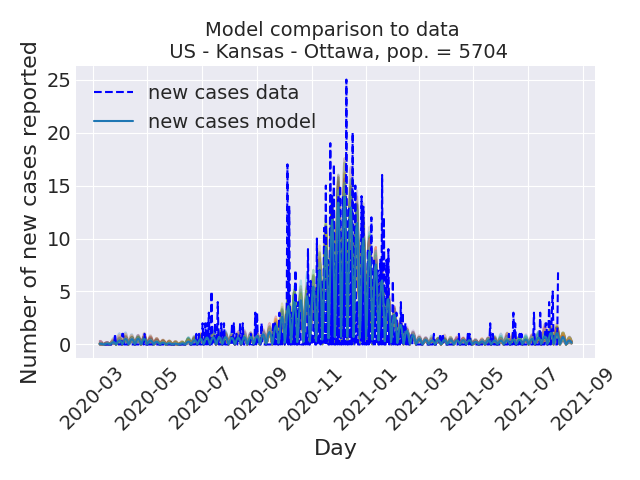 Model comparison to data
US - Kansas - Ottawa, pop. = 5704
Number of new cases reported
25
20
15
10
5
0
new cases data
new cases model
2020-03
2020-05
2020-07
2020-09
2020-11
2021-01
2021-03
2021-05
2021-07
2021-09
Day